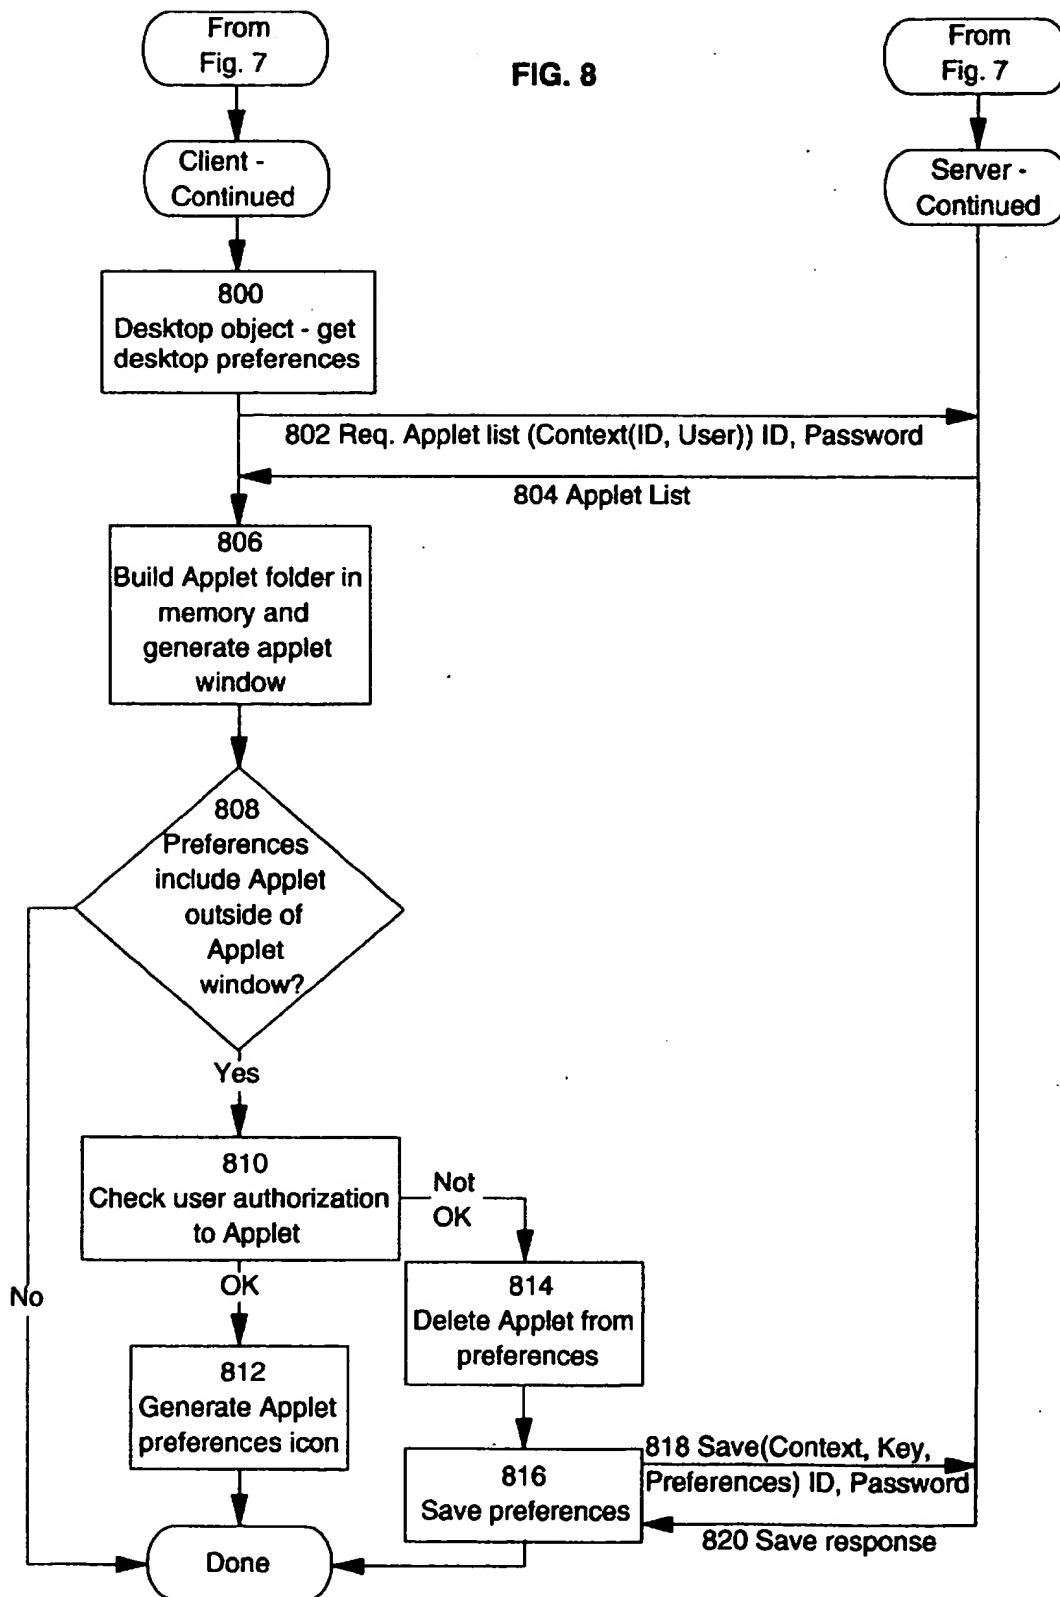 From
Fig. 7
FIG. 8
From
Fig. 7
Client -
Continued
Server -
Continued
800
Desktop object - get
desktop preferences
802 Req. Applet list (Context(ID, User)) ID, Password
804 Applet List
806
Build Applet folder in
memory and
generate applet
window
808
Preferences
include Applet
outside of
Applet
window?
Yes
810
Check user authorization
to Applet
Not
OK
No
OK
814
Delete Applet from
preferences
812
Generate Applet
preferences icon
818 Save(Context, Key,
Preferences) ID, Password
816
Save preferences
820 Save response
Done